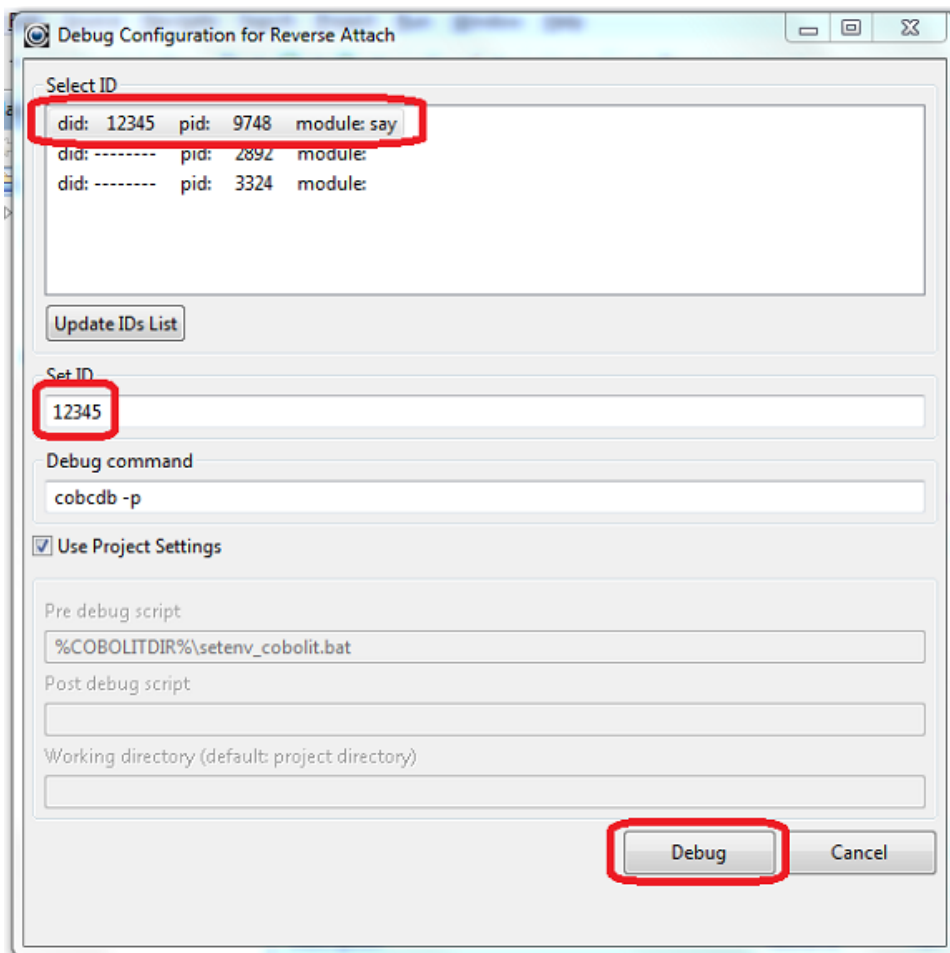 Debug Configuration for Reverse Attach
Select ID
did: 12345 pid: 9748 module: say
did: -------- pid: 2892 module:
did: -------- pid: 3324 module:
Update IDs List
Set ID
12345
Debug command
cobcdb -p
Use Project Settings
Pre debug script
%COBOLITDIR%\setenv_cobolit.bat
Post debug script
Working directory (default: project directory)
Debug Cancel